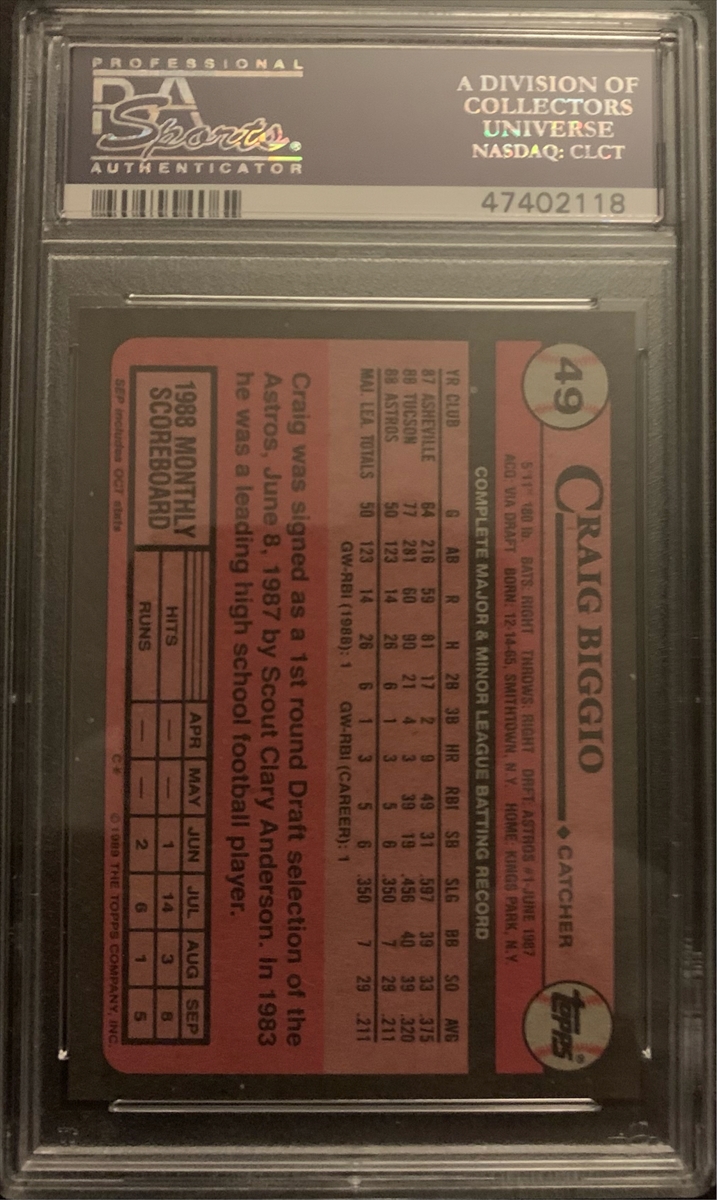 PROFESSIONAL
PSA
Sports®
AUTHENTICATOR
A DIVISION OF
COLLECTORS
UNIVERSE
NASDAQ: CLCT
47402118
49
CRAIG BIGGIO ♦ CATCHER
topps®
5'11" 180 lb. BATS: RIGHT THROWS: RIGHT DRFT: ASTROS #1-JUNE 1987
ACQ. VIA DRAFT BORN: 12-14-65, SMITHTOWN, N.Y. HOME: KINGS PARK, N.Y.
COMPLETE MAJOR & MINOR LEAGUE BATTING RECORD
YR CLUB G AB R H 2B 3B HR RBI SB SLG BB SO AVG
87 ASHEVILLE 64 216 59 81 17 2 9 49 31 .597 39 33 .375
88 TUCSON 77 281 60 90 21 4 3 39 19 .456 40 39 .320
88 ASTROS 50 123 14 26 6 1 3 5 6 .350 7 29 .211
MAJ. LEA. TOTALS 50 123 14 26 6 1 3 5 6 .350 7 29 .211
GW-RBI (1988): 1 GW-RBI (CAREER): 1
Craig was signed as a 1st round Draft selection of the
Astros, June 8, 1987 by Scout Clary Anderson. In 1983
he was a leading high school football player.
1988 MONTHLY
SCOREBOARD
APR MAY JUN JUL AUG SEP
HITS — — 1 14 3 8
RUNS — — 2 6 1 5
SEP includes OCT stats
C* © 1989 THE TOPPS COMPANY, INC.